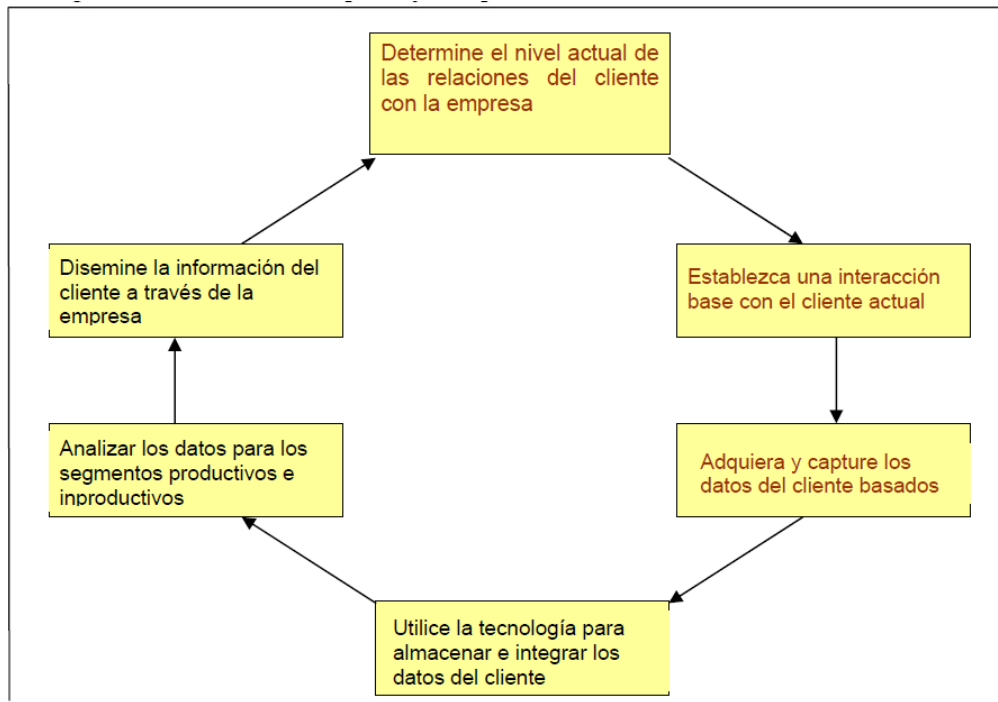 Determine el nivel actual de
las relaciones del cliente
con la empresa
Establezca una interacción
base con el cliente actual
Adquiera y capture los
datos del cliente basados
Utilice la tecnología para
almacenar e integrar los
datos del cliente
Analizar los datos para los
segmentos productivos e
inproductivos
Disemine la información del
cliente a través de la
empresa